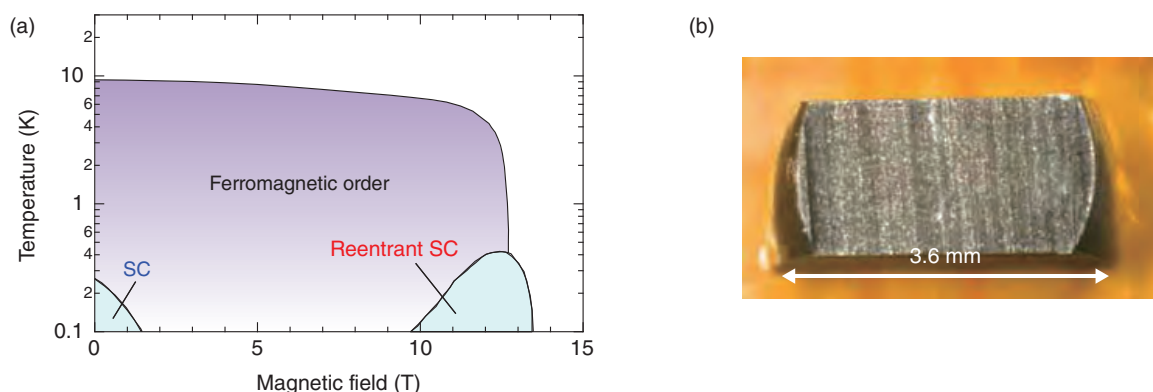 (a)
(b)
2
10
8
6
4
2
1
8
6
4
2
0.1
Temperature (K)
Ferromagnetic order
Reentrant SC
SC
0
5
10
15
Magnetic field (T)
3.6 mm